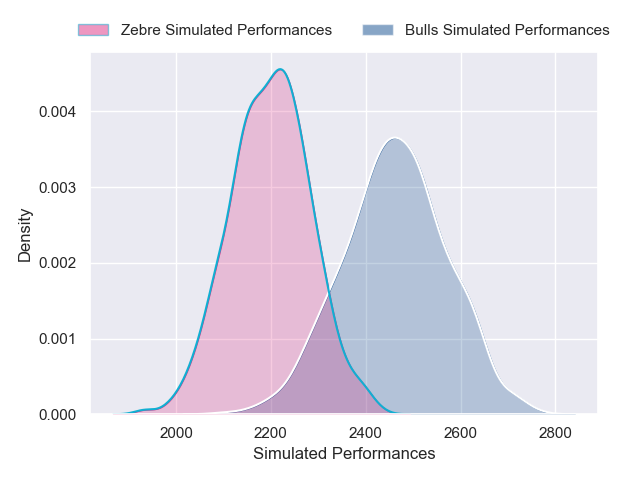 Zebre Simulated Performances
Bulls Simulated Performances
0.004
0.003
0.002
0.001
0.000
Density
2000
2200
2400
2600
2800
Simulated Performances